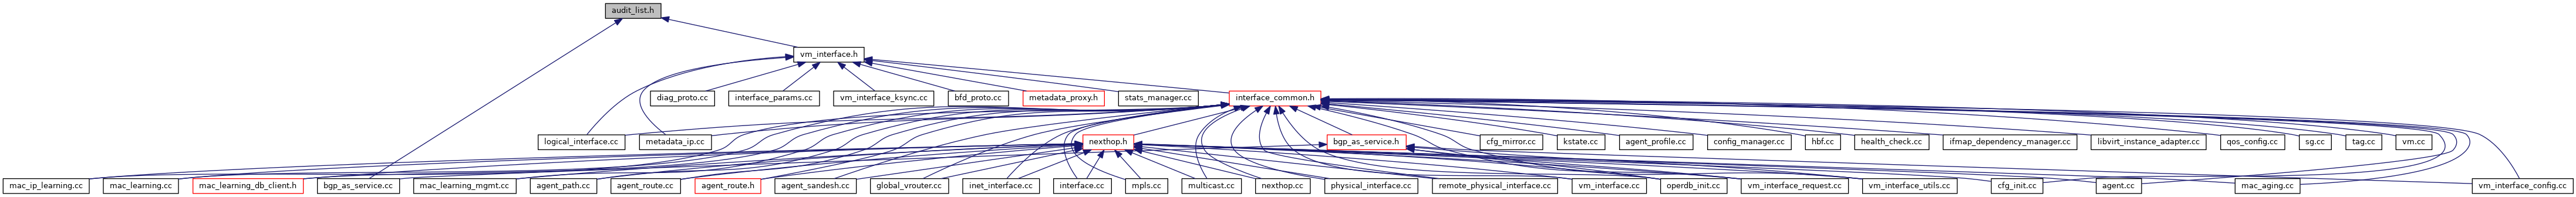 audit_list.h
vm_interface.h
diag_proto.cc
interface_params.cc
vm_interface_ksync.cc
bfd_proto.cc
metadata_proxy.h
stats_manager.cc
interface_common.h
logical_interface.cc
metadata_ip.cc
nexthop.h
bgp_as_service.h
cfg_mirror.cc
kstate.cc
agent_profile.cc
config_manager.cc
hbf.cc
health_check.cc
ifmap_dependency_manager.cc
libvirt_instance_adapter.cc
qos_config.cc
sg.cc
tag.cc
vm.cc
mac_ip_learning.cc
mac_learning.cc
mac_learning_db_client.h
bgp_as_service.cc
mac_learning_mgmt.cc
agent_path.cc
agent_route.cc
agent_route.h
agent_sandesh.cc
global_vrouter.cc
inet_interface.cc
interface.cc
mpls.cc
multicast.cc
nexthop.cc
physical_interface.cc
remote_physical_interface.cc
vm_interface.cc
operdb_init.cc
vm_interface_request.cc
vm_interface_utils.cc
cfg_init.cc
agent.cc
mac_aging.cc
vm_interface_config.cc